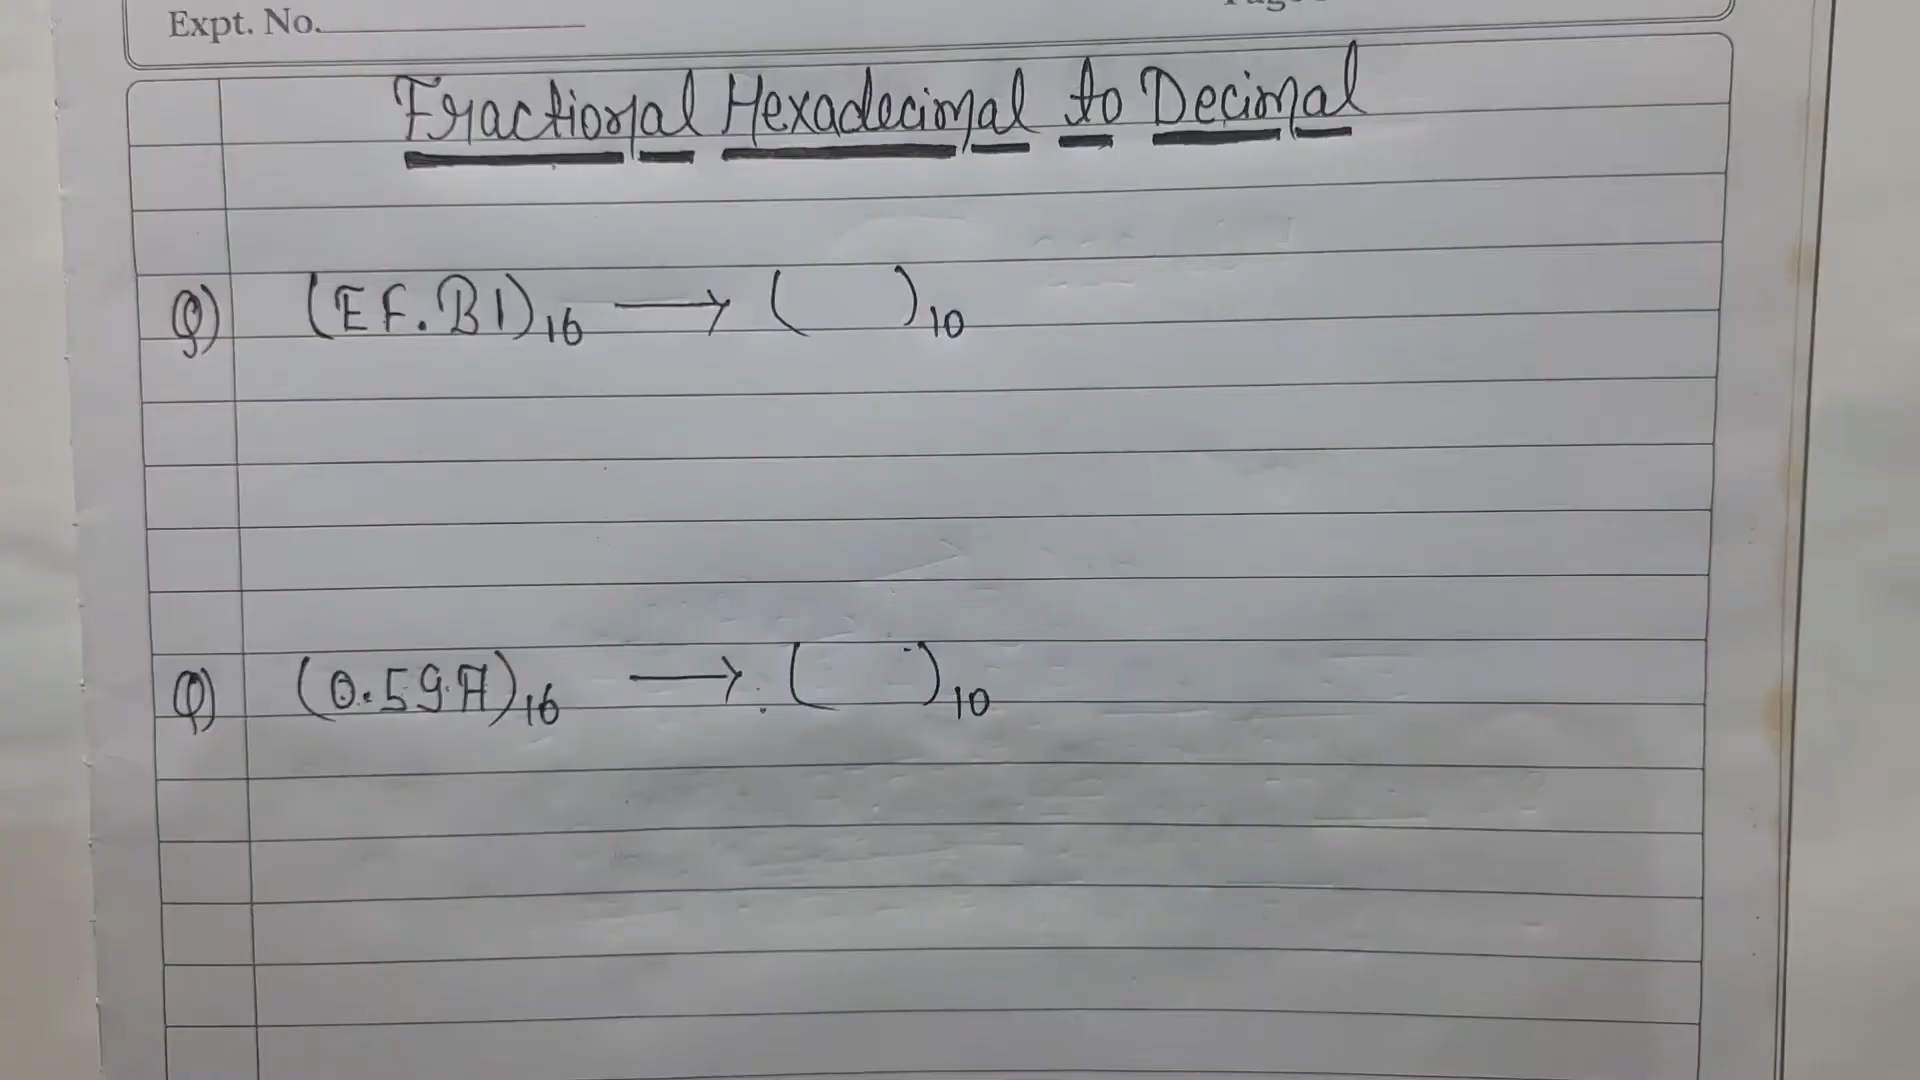 Expt. No.
Fractional Hexadecimal to Decimal
Q) (EF.B1)16 → ( )10
Q) (0.59A)16 → ( )10